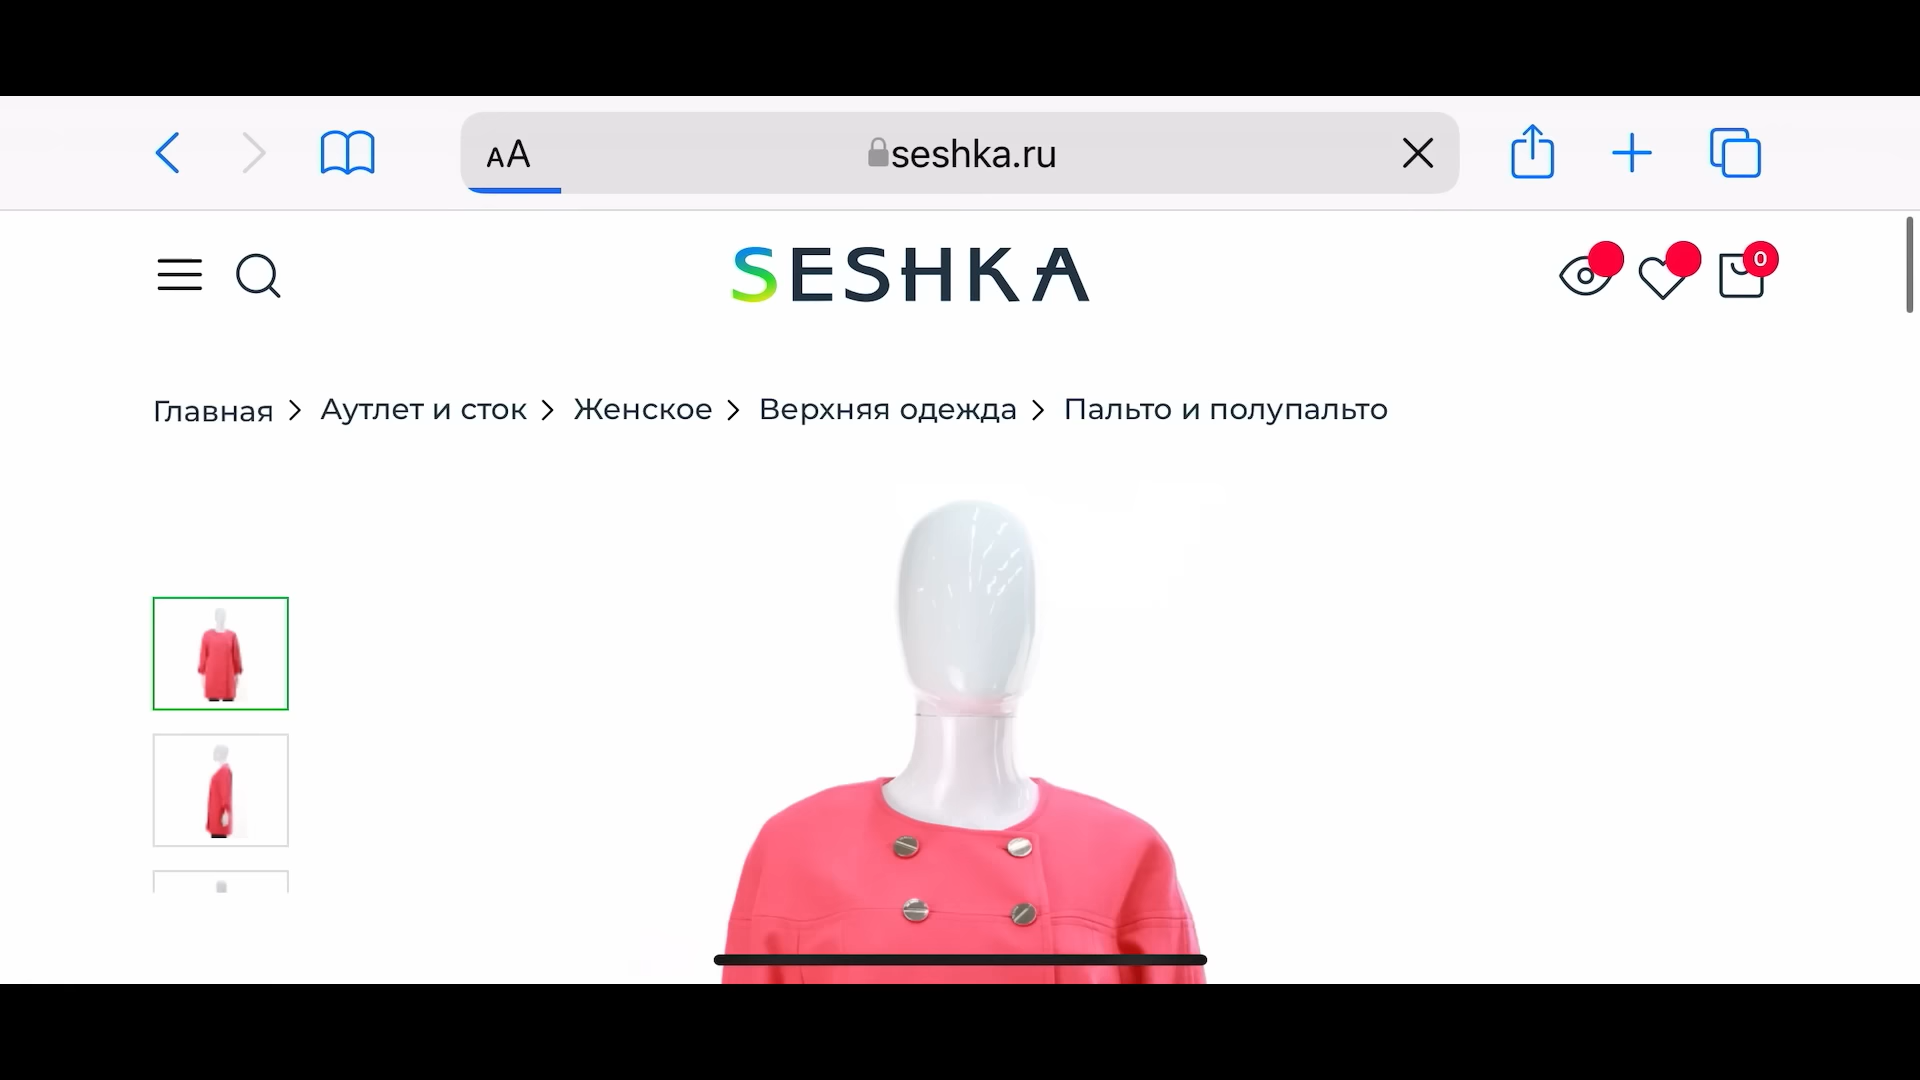 AA
seshka.ru
SESHKA
0
Главная > Аутлет и сток > Женское > Верхняя одежда > Пальто и полупальто